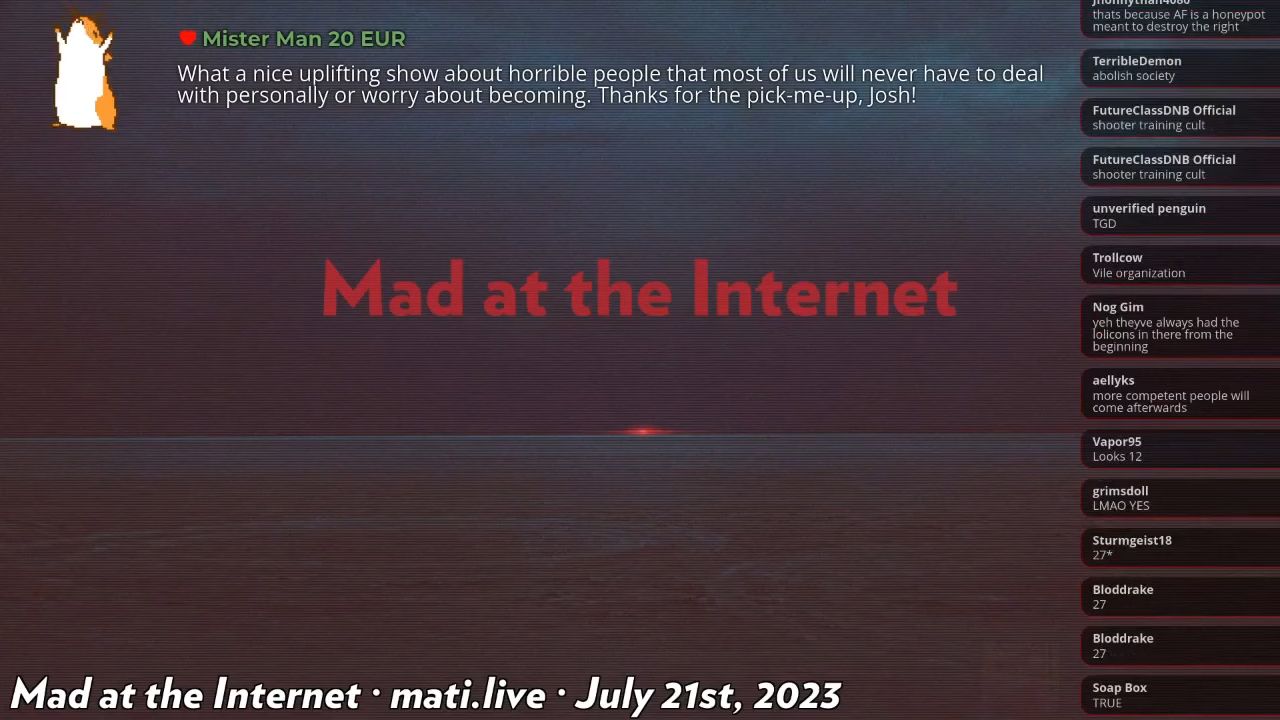 Mister Man 20 EUR
What a nice uplifting show about horrible people that most of us will never have to deal
with personally or worry about becoming. Thanks for the pick-me-up, Josh!
Mad at the Internet
Jhonnythan4086
thats because AF is a honeypot
meant to destroy the right
TerribleDemon
abolish society
FutureClassDNB Official
shooter training cult
FutureClassDNB Official
shooter training cult
unverified penguin
TGD
Trollcow
Vile organization
Nog Gim
yeh theyve always had the
lolicons in there from the
beginning
aellyks
more competent people will
come afterwards
Vapor95
Looks 12
grimsdoll
LMAO YES
Sturmgeist18
27*
Bloddrake
27
Bloddrake
27
Soap Box
TRUE
Mad at the Internet · mati.live · July 21st, 2023